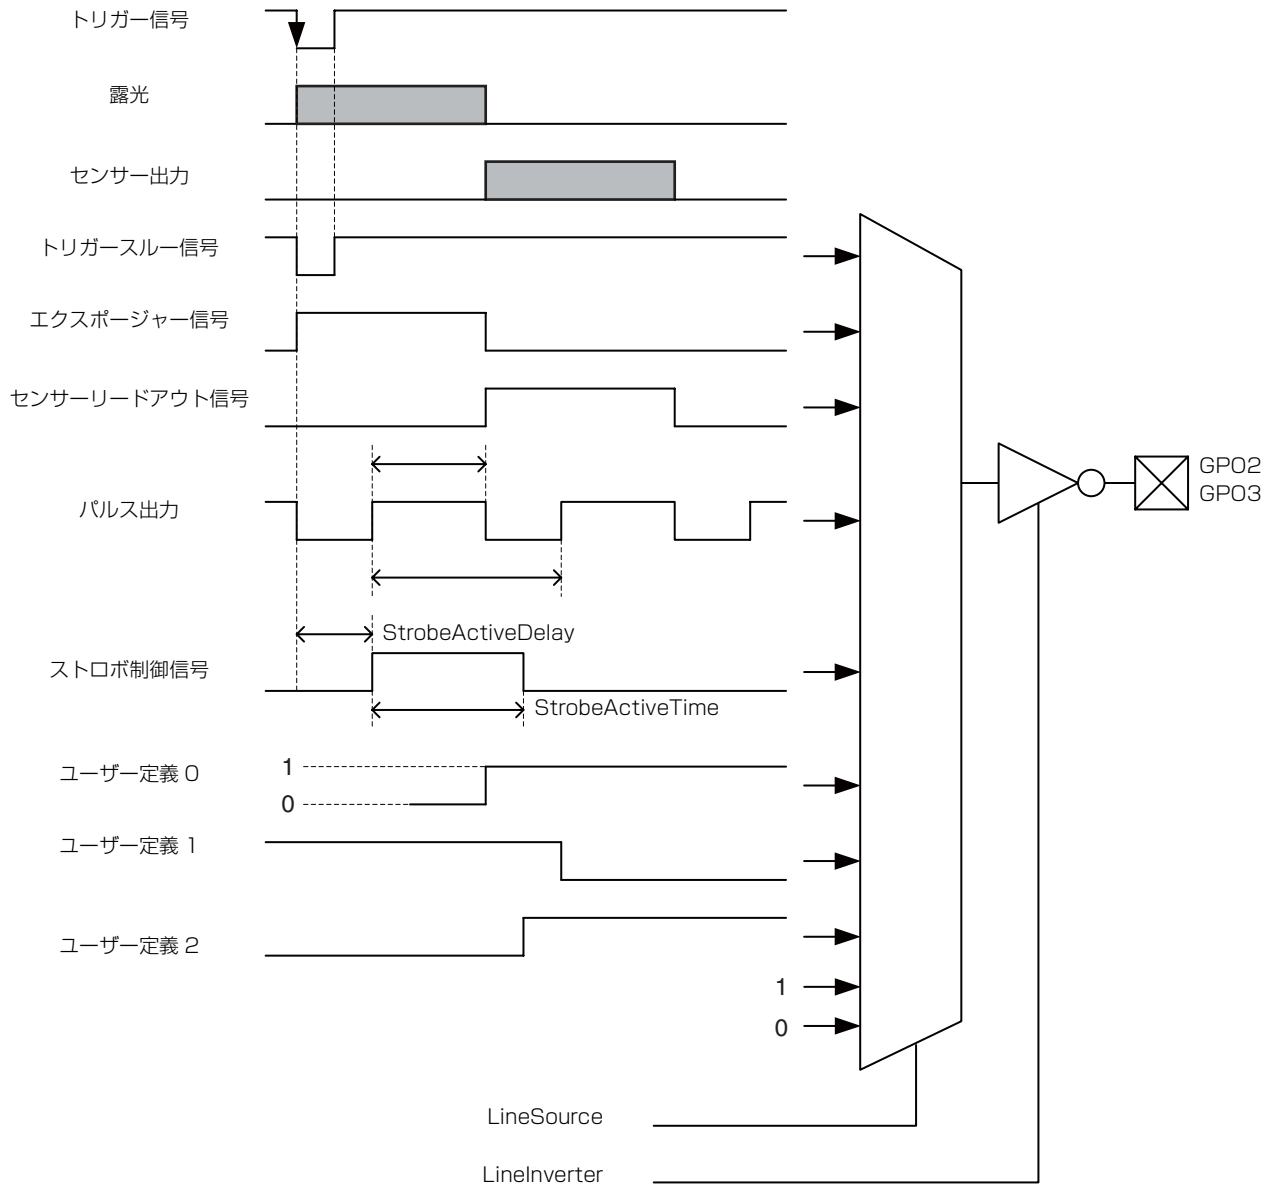 トリガー信号
露光
センサー出力
トリガースルー信号
エクスポージャー信号
センサーリードアウト信号
GPO2
GPO3
パルス出力
StrobeActiveDelay
ストロボ制御信号
StrobeActiveTime
ユーザー定義 0
1
0
ユーザー定義 1
ユーザー定義 2
1
0
LineSource
LineInverter